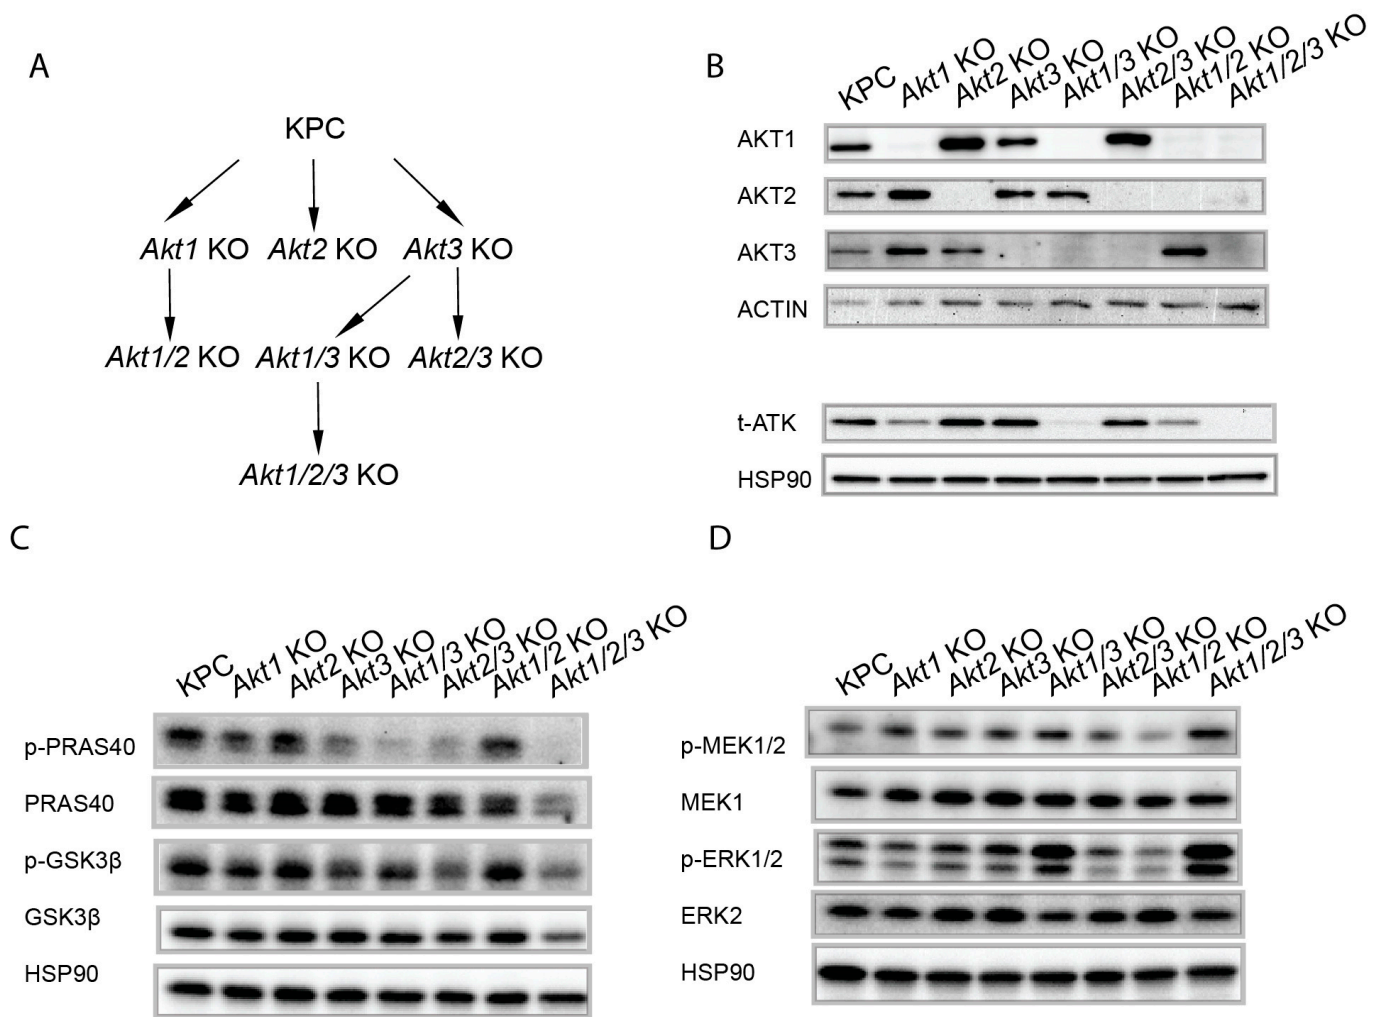 A
KPC
Akt1 KO Akt2 KO Akt3 KO
Akt1/2 KO Akt1/3 KO Akt2/3 KO
Akt1/2/3 KO
B
KPC Akt1 KO Akt2 KO Akt3 KO Akt1/3 KO Akt2/3 KO Akt1/2 KO Akt1/2/3 KO
AKT1
AKT2
AKT3
ACTIN
t-ATK
HSP90
C
KPC Akt1 KO Akt2 KO Akt3 KO Akt1/3 KO Akt2/3 KO Akt1/2 KO Akt1/2/3 KO
p-PRAS40
PRAS40
p-GSK3β
GSK3β
HSP90
D
KPC Akt1 KO Akt2 KO Akt3 KO Akt1/3 KO Akt2/3 KO Akt1/2 KO Akt1/2/3 KO
p-MEK1/2
MEK1
p-ERK1/2
ERK2
HSP90